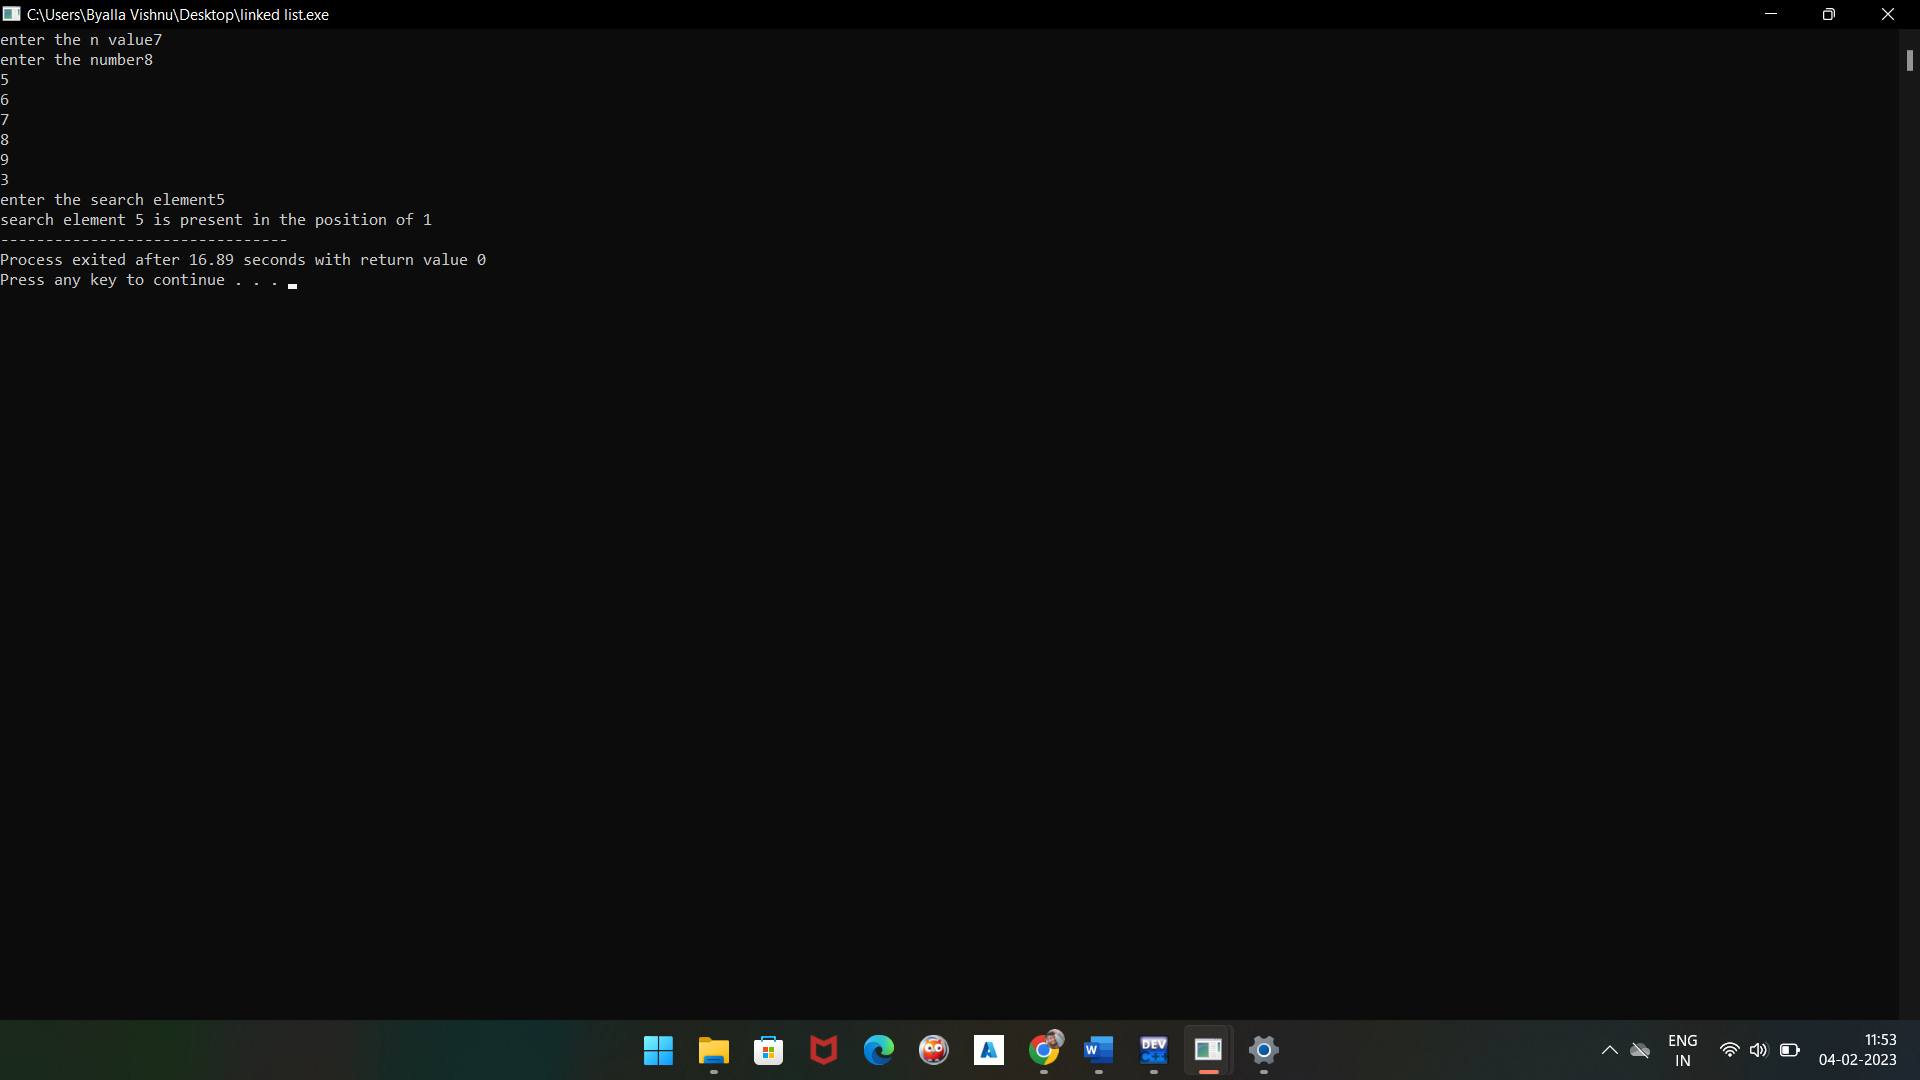 C:\Users\Byalla Vishnu\Desktop\linked list.exe
enter the n value7
enter the number8
5
6
7
8
9
3
enter the search element5
search element 5 is present in the position of 1
--------------------------------
Process exited after 16.89 seconds with return value 0
Press any key to continue . . .
W
DEV
C++
ENG
IN
11:53
04-02-2023